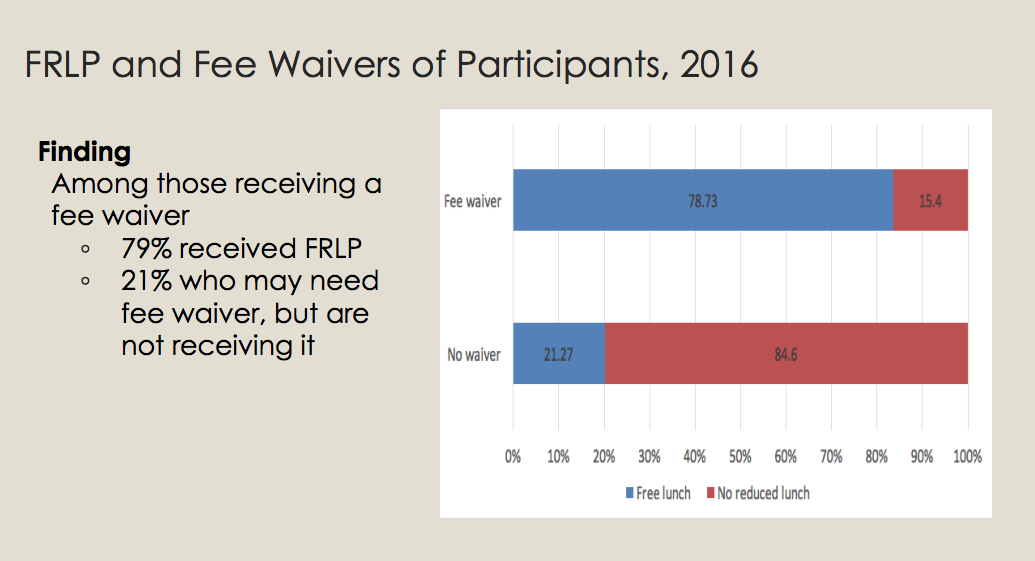 FRLP and Fee Waivers of Participants, 2016
Finding
Among those receiving a
fee waiver
◦ 79% received FRLP
◦ 21% who may need
fee waiver, but are
not receiving it
Fee waiver 78.73 15.4
No waiver 21.27 84.6
0% 10% 20% 30% 40% 50% 60% 70% 80% 90% 100%
Free lunch No reduced lunch